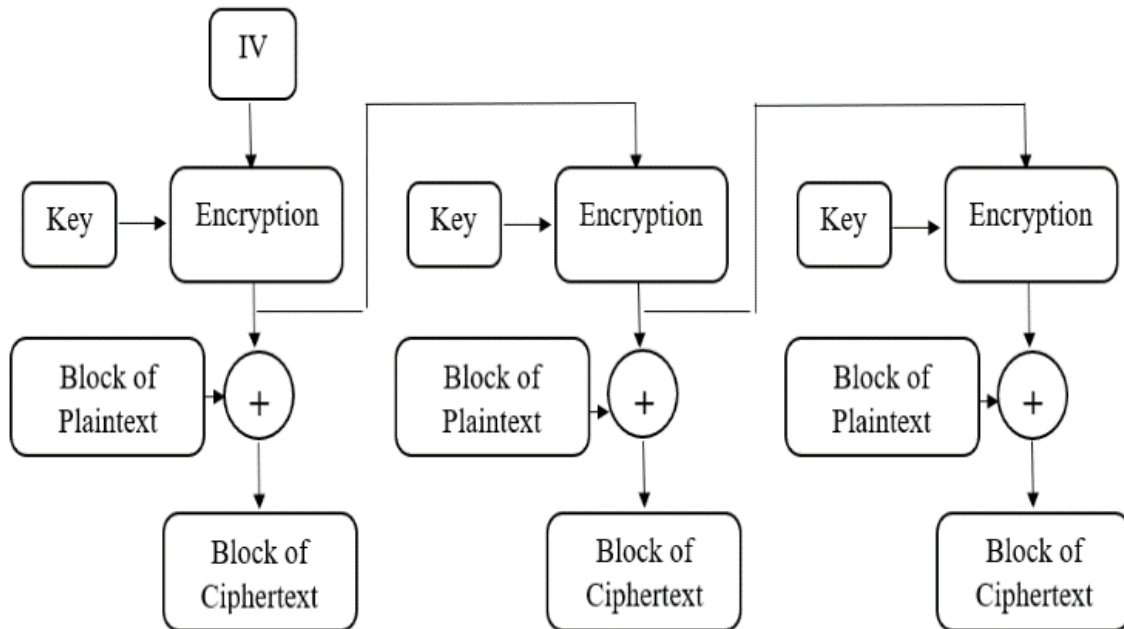 IV
Key
Encryption
Key
Encryption
Key
Encryption
Block of
Plaintext
+
Block of
Plaintext
+
Block of
Plaintext
+
Block of
Ciphertext
Block of
Ciphertext
Block of
Ciphertext